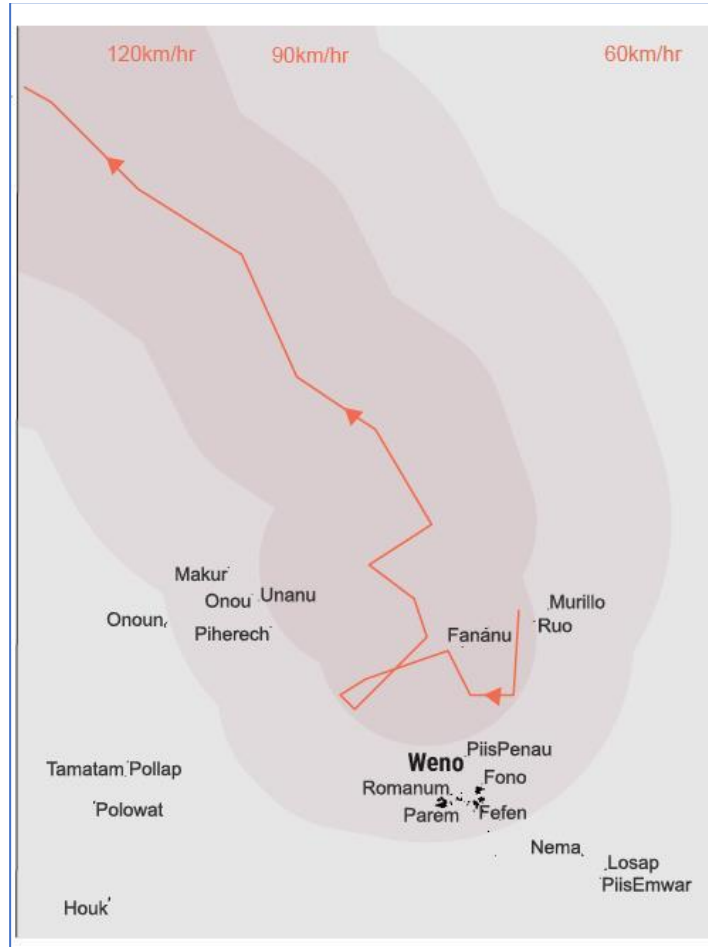 120km/hr 90km/hr 60km/hr
Makur
Onou Unanu
Murillo
Onoun
Piherech
Fanánu
Ruo
PiisPenau
Weno
Tamatam Pollap
Fono
Romanum
Polowat
Parem
Fefen
Nema
Losap
PiisEmwar
Houk